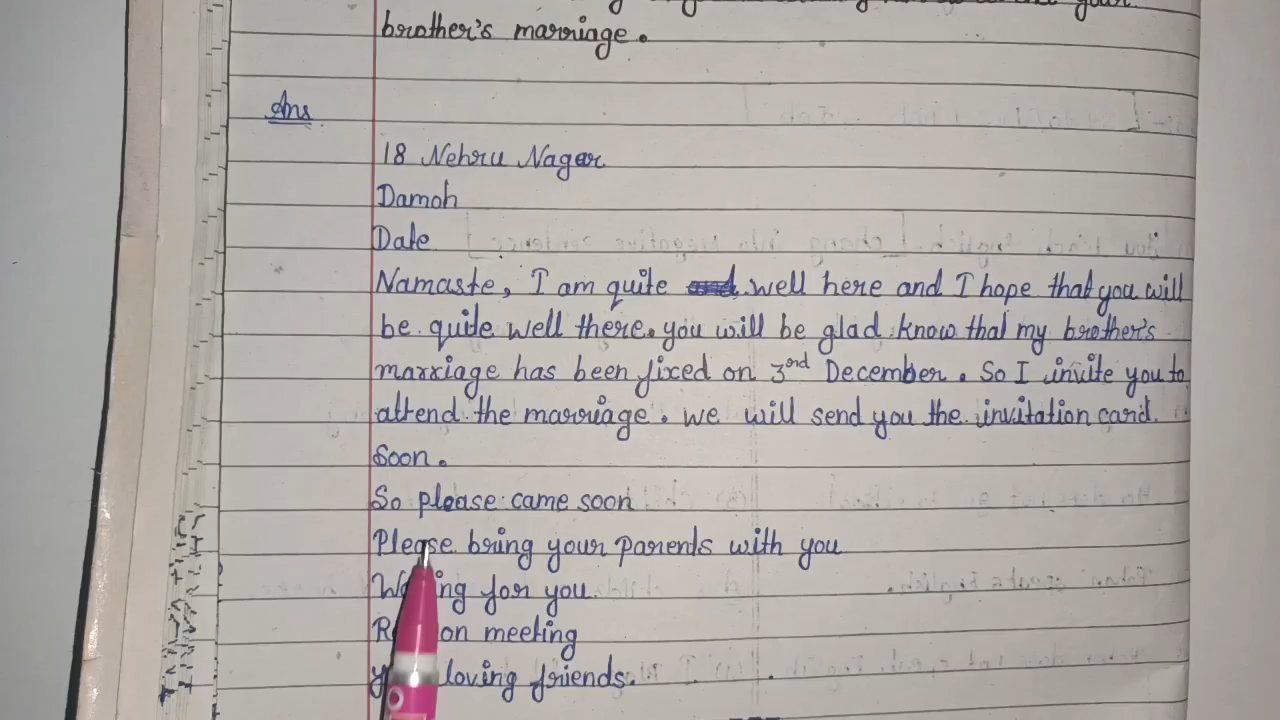 your
brother's marriage.
Ans
18 Nehru Nagar
Damoh
Date
Namaste, I am quite well here and I hope that you will
be quite well there. you will be glad know that my brother's
marriage has been fixed on 3rd December. So I invite you to
attend the marriage. we will send you the invitation card
Soon.
So please came soon
Please bring your parents with you
for you.
on meeting
loving friends.